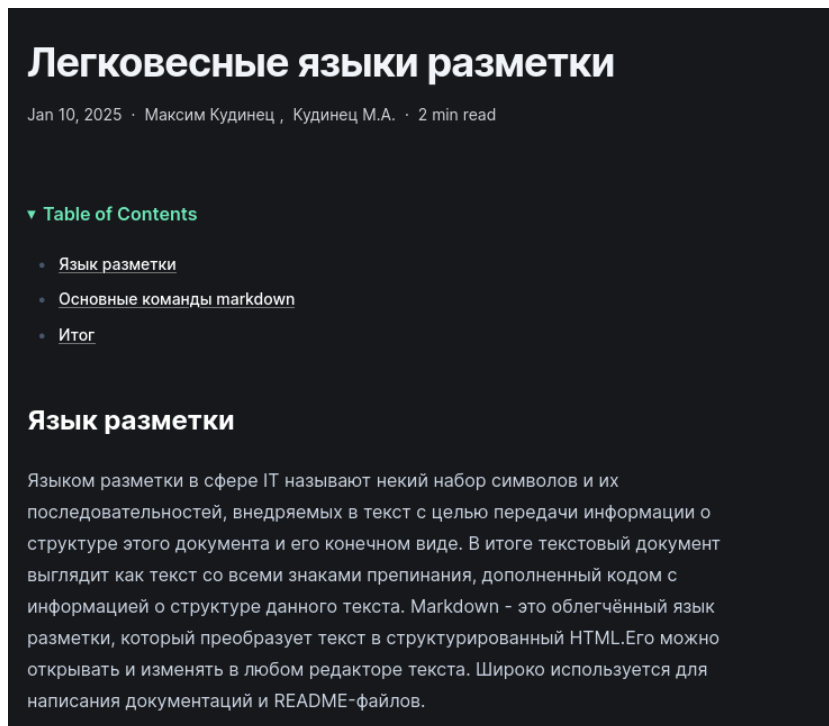 Легковесные языки разметки
Jan 10, 2025 · Максим Кудинец , Кудинец М.А. · 2 min read
▾ Table of Contents
• Язык разметки
• Основные команды markdown
• Итог
Язык разметки
Языком разметки в сфере IT называют некий набор символов и их
последовательностей, внедряемых в текст с целью передачи информации о
структуре этого документа и его конечном виде. В итоге текстовый документ
выглядит как текст со всеми знаками препинания, дополненный кодом с
информацией о структуре данного текста. Markdown - это облегчённый язык
разметки, который преобразует текст в структурированный HTML.Его можно
открывать и изменять в любом редакторе текста. Широко используется для
написания документаций и README-файлов.